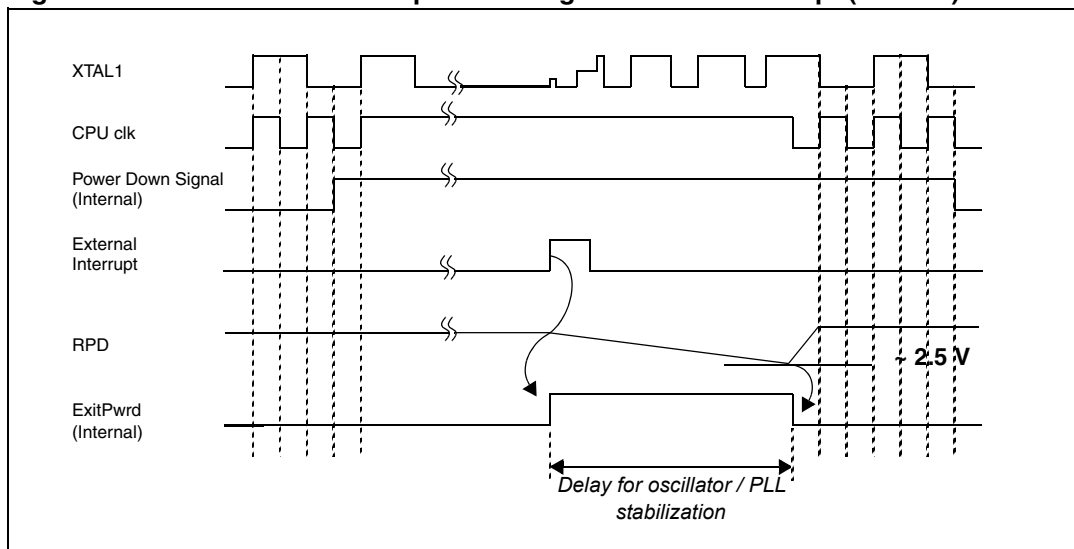 XTAL1
CPU clk
Power Down Signal
(Internal)
External
Interrupt
RPD
~ 2.5 V
ExitPwrd
(Internal)
Delay for oscillator / PLL
stabilization